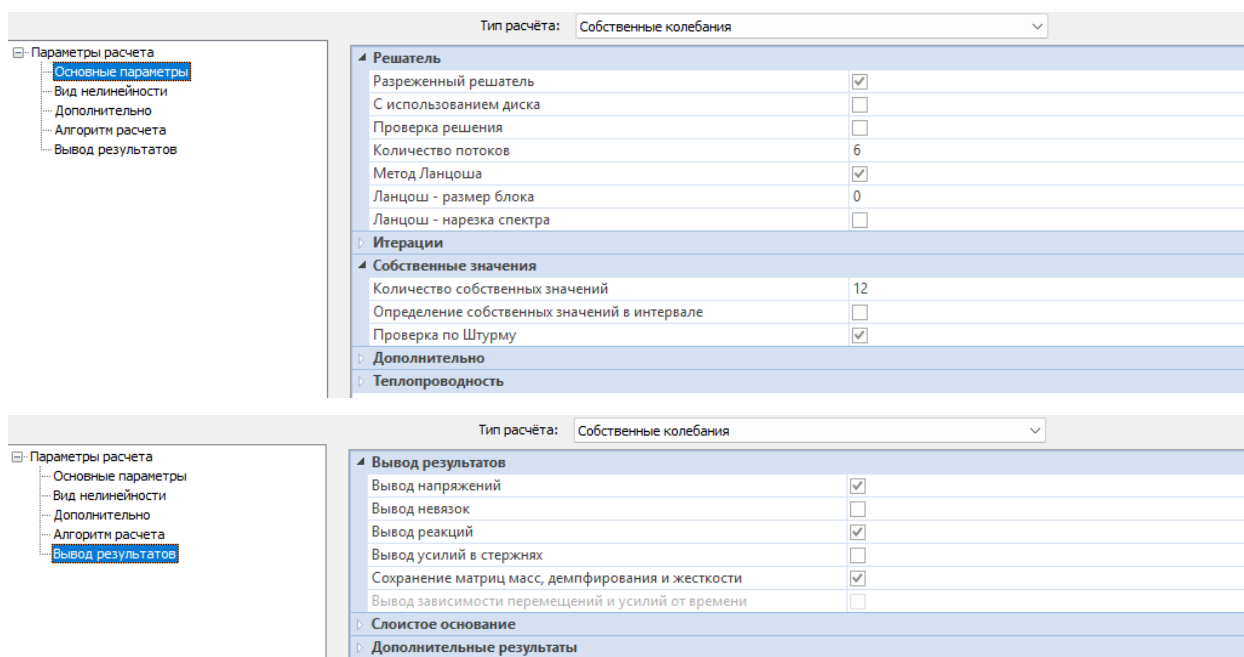 Тип расчёта: Собственные колебания
Параметры расчета
Основные параметры
Вид нелинейности
Дополнительно
Алгоритм расчета
Вывод результатов
Решатель
Разреженный решатель
С использованием диска
Проверка решения
Количество потоков 6
Метод Ланцоша
Ланцош - размер блока 0
Ланцош - нарезка спектра
Итерации
Собственные значения
Количество собственных значений 12
Определение собственных значений в интервале
Проверка по Штурму
Дополнительно
Теплопроводность
Тип расчёта: Собственные колебания
Параметры расчета
Основные параметры
Вид нелинейности
Дополнительно
Алгоритм расчета
Вывод результатов
Вывод результатов
Вывод напряжений
Вывод невязок
Вывод реакций
Вывод усилий в стержнях
Сохранение матриц масс, демпфирования и жесткости
Вывод зависимости перемещений и усилий от времени
Слоистое основание
Дополнительные результаты